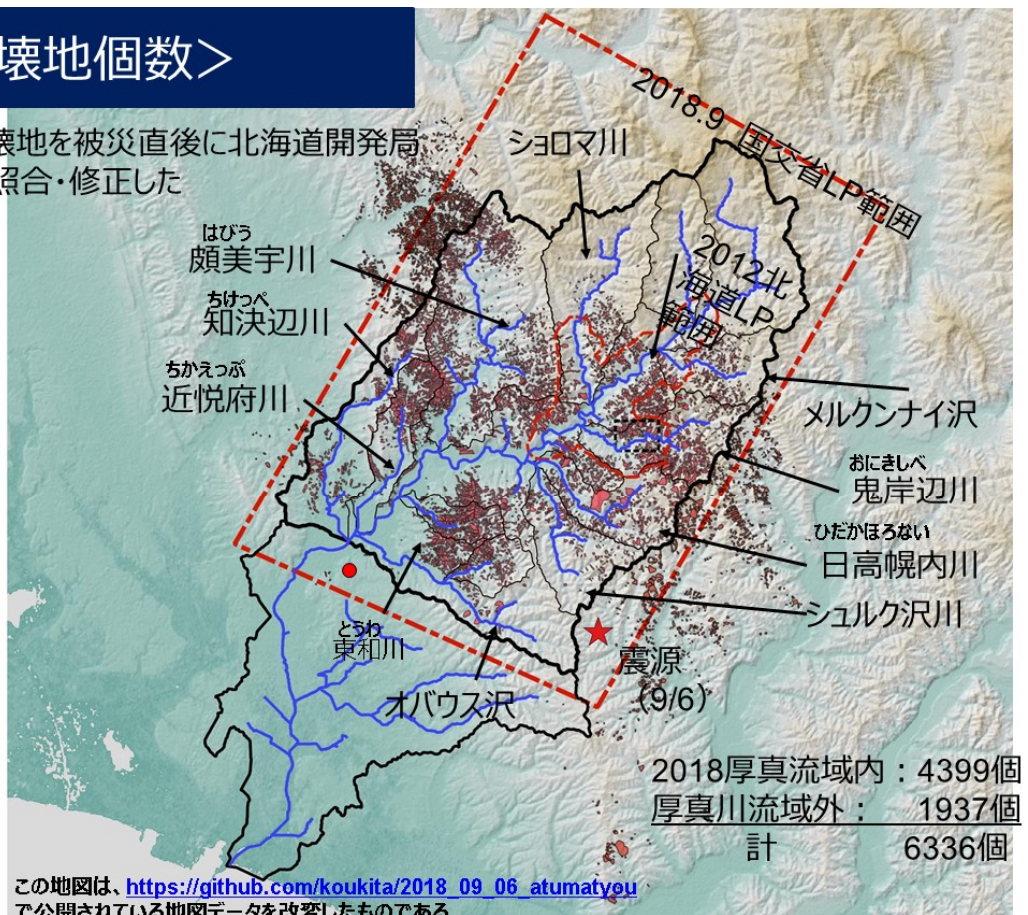 壊地個数＞
壊地を被災直後に北海道開発局
照合・修正した
2018.9 国交省LP範囲
ショロマ川
はびう
頗美宇川
2012北
海道LP
範囲
ちけっぺ
知決辺川
ちかえっぷ
近悦府川
メルクンナイ沢
おにきしべ
鬼岸辺川
ひだかほろない
日高幌内川
シュルク沢川
とうわ
東和川
オバウス沢
震源
（9/6）
2018厚真流域内：4399個
厚真川流域外： 1937個
計 6336個
この地図は、https://github.com/koukita/2018_09_06_atumatyou
で公開されている地図データを改変したものである